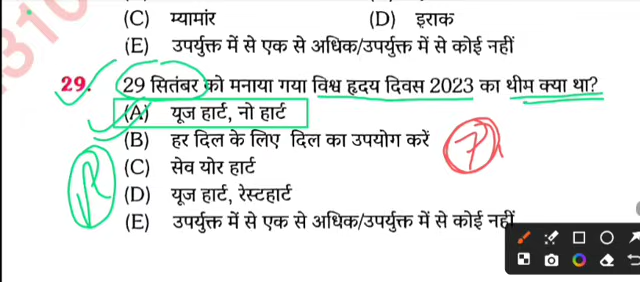 (C) म्यामांर (D) इराक
(E) उपर्युक्त में से एक से अधिक/उपर्युक्त में से कोई नहीं
29. 29 सितंबर को मनाया गया विश्व हृदय दिवस 2023 का थीम क्या था?
(A) यूज हार्ट, नो हार्ट
(B) हर दिल के लिए दिल का उपयोग करें
(C) सेव योर हार्ट
(D) यूज हार्ट, रेस्टहार्ट
(E) उपर्युक्त में से एक से अधिक/उपर्युक्त में से कोई नहीं